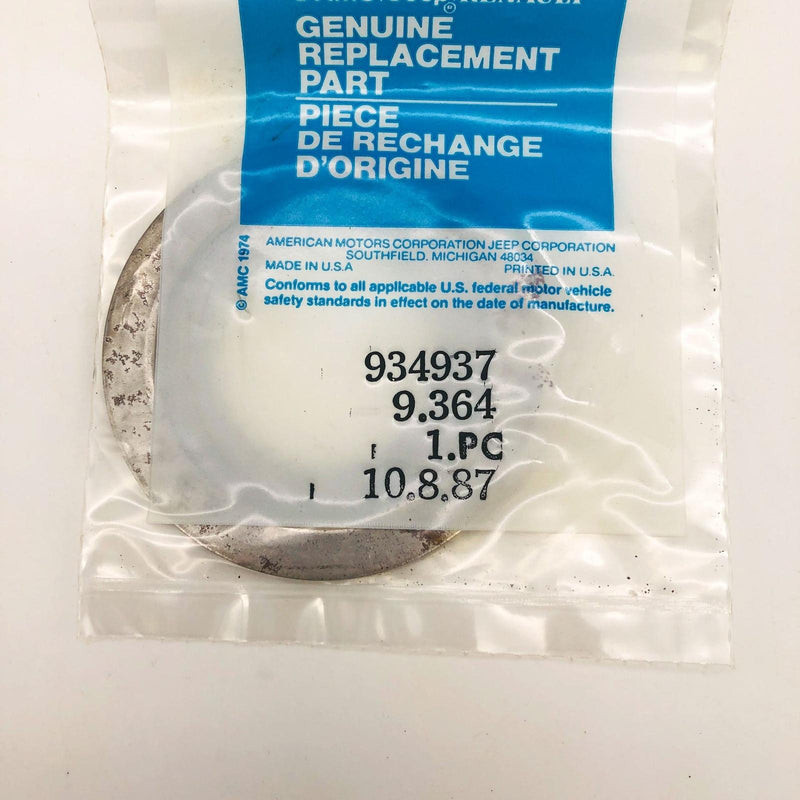 Jeep RENAULT
©
GENUINE
REPLACEMENT
PART
PIECE
DE RECHANGE
D'ORIGINE
© AMC 1974
AMERICAN MOTORS CORPORATION JEEP CORPORATION
SOUTHFIELD, MICHIGAN 48034
MADE IN U.S.A PRINTED IN U.S.A.
Conforms to all applicable U.S. federal motor vehicle
safety standards in effect on the date of manufacture.
934937
9.364
1.PC
10.8.87